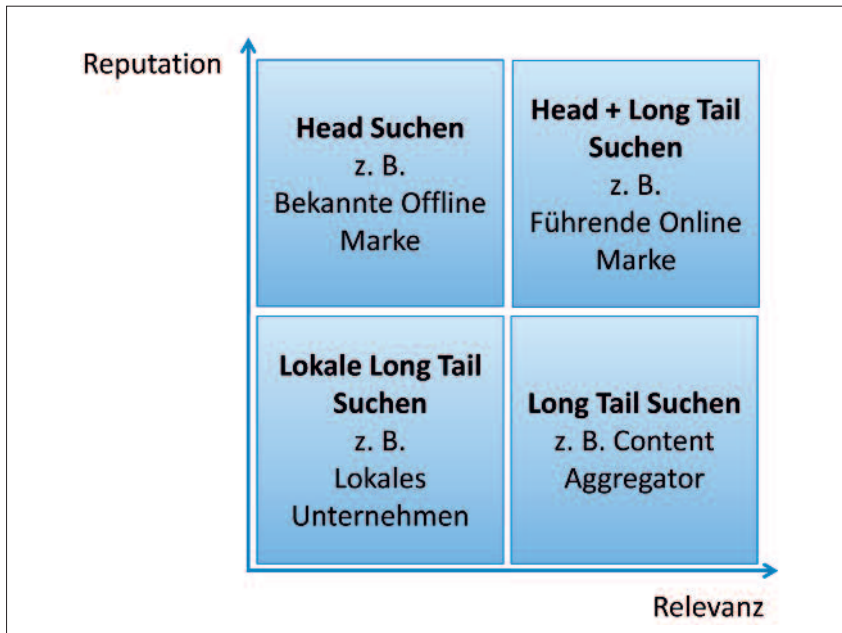 Reputation
Head Suchen
z. B.
Bekannte Offline
Marke
Head + Long Tail
Suchen
z. B.
Führende Online
Marke
Lokale Long Tail
Suchen
z. B.
Lokales
Unternehmen
Long Tail Suchen
z. B. Content
Aggregator
Relevanz